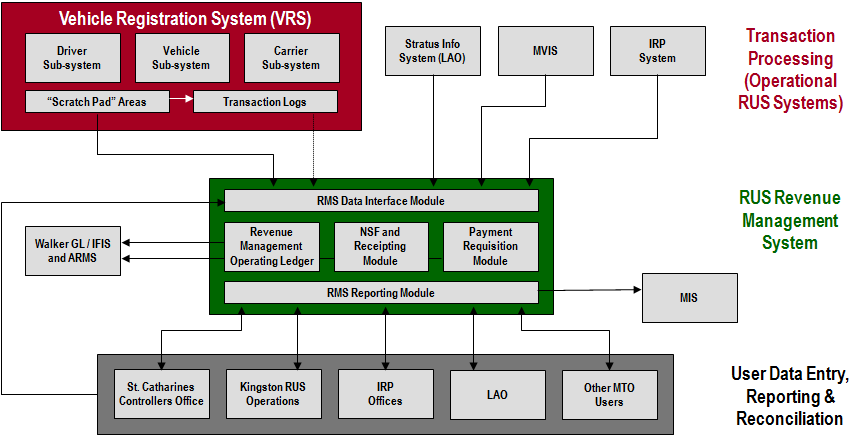 Vehicle Registration System (VRS)
Driver
Sub-system
Vehicle
Sub-system
Carrier
Sub-system
"Scratch Pad" Areas
Transaction Logs
Stratus Info
System (LAO)
MVIS
IRP
System
Transaction
Processing
(Operational
RUS Systems)
RMS Data Interface Module
Revenue
Management
Operating Ledger
NSF and
Receipting
Module
Payment
Requisition
Module
RMS Reporting Module
RUS Revenue
Management
System
Walker GL / IFIS
and ARMS
MIS
St. Catharines
Controllers Office
Kingston RUS
Operations
IRP
Offices
LAO
Other MTO
Users
User Data Entry,
Reporting &
Reconciliation